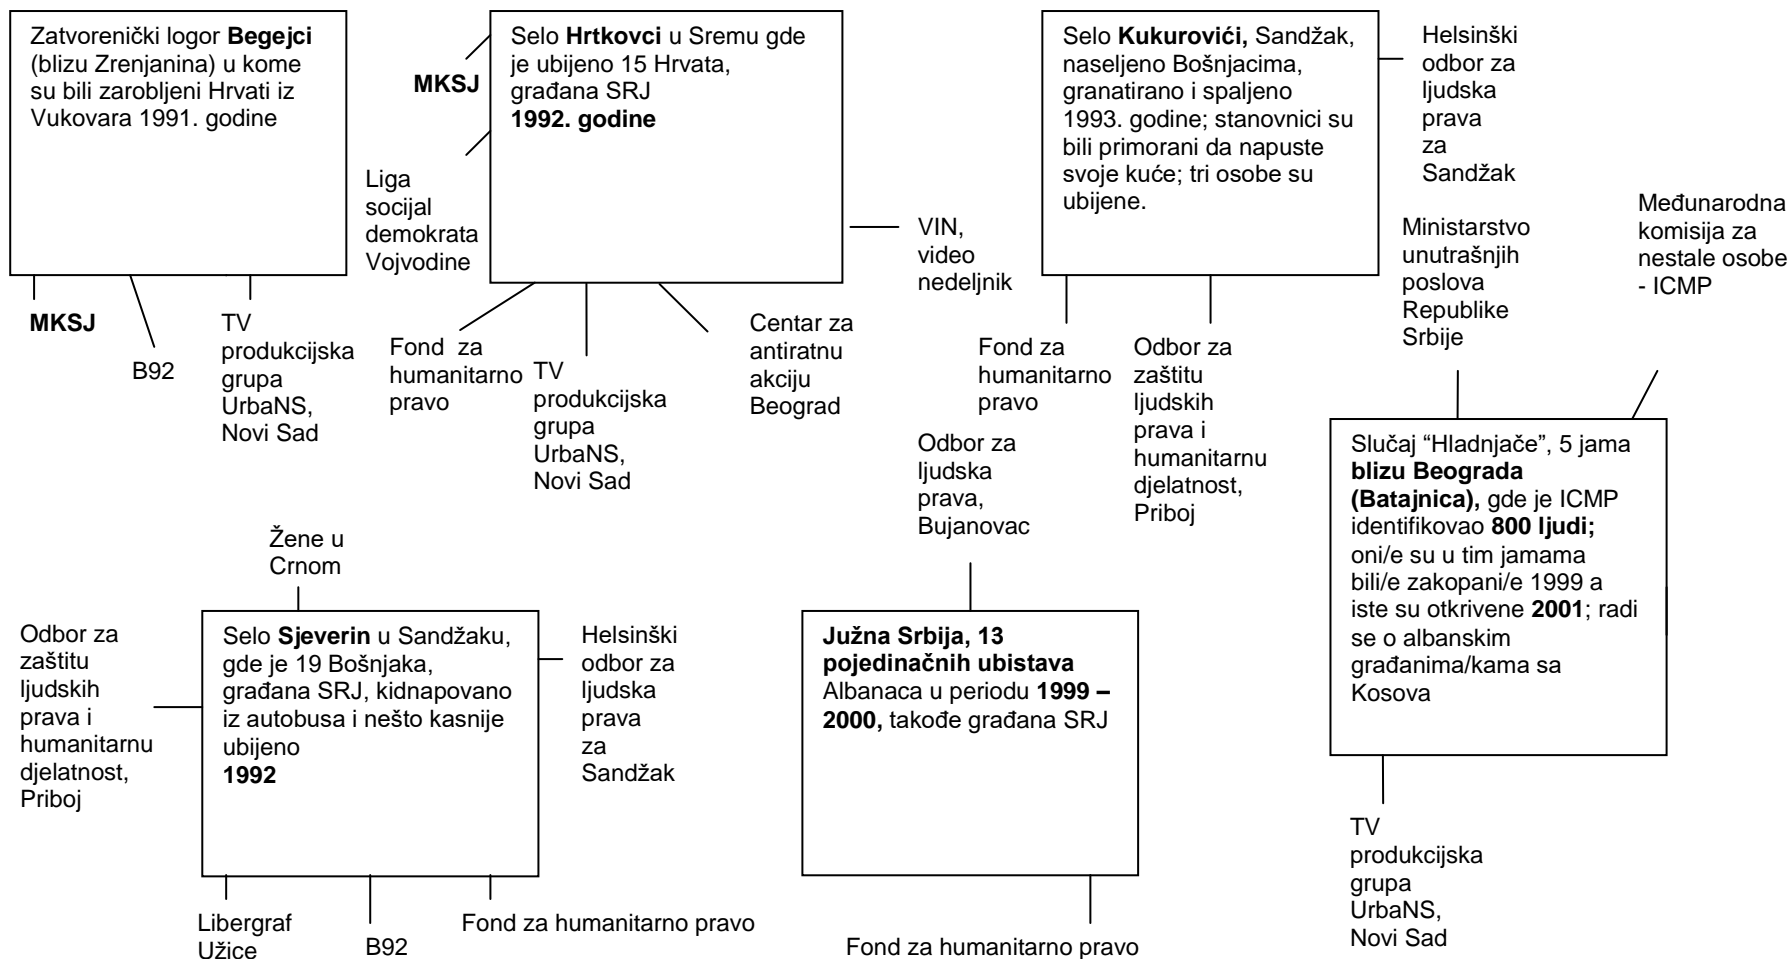 Zatvorenički logor Begejci
(blizu Zrenjanina) u kome
su bili zarobljeni Hrvati iz
Vukovara 1991. godine
MKSJ
B92
TV
produkcijska
grupa
UrbaNS,
Novi Sad
Selo Hrtkovci u Sremu gde
je ubijeno 15 Hrvata,
građana SRJ
1992. godine
MKSJ
Liga
socijal
demokrata
Vojvodine
Fond za
humanitarno
pravo
TV
produkcijska
grupa
UrbaNS,
Novi Sad
Centar za
antiratnu
akciju
Beograd
VIN,
video
nedeljnik
Selo Kukurovići, Sandžak,
naseljeno Bošnjacima,
granatirano i spaljeno
1993. godine; stanovnici su
bili primorani da napuste
svoje kuće; tri osobe su
ubijene.
Helsinški
odbor za
ljudska
prava
za
Sandžak
Fond za
humanitarno
pravo
Odbor za
zaštitu
ljudskih
prava i
humanitarnu
djelatnost,
Priboj
Ministarstvo
unutrašnjih
poslova
Republike
Srbije
Međunarodna
komisija za
nestale osobe
- ICMP
Slučaj “Hladnjače”, 5 jama
blizu Beograda
(Batajnica), gde je ICMP
identifikovao 800 ljudi;
oni/e su u tim jamama
bili/e zakopani/e 1999 a
iste su otkrivene 2001; radi
se o albanskim
građanima/kama sa
Kosova
TV
produkcijska
grupa
UrbaNS,
Novi Sad
Žene u
Crnom
Odbor za
zaštitu
ljudskih
prava i
humanitarnu
djelatnost,
Priboj
Selo Sjeverin u Sandžaku,
gde je 19 Bošnjaka,
građana SRJ, kidnapovano
iz autobusa i nešto kasnije
ubijeno
1992
Helsinški
odbor za
ljudska
prava
za
Sandžak
Libergraf
Užice
B92
Fond za humanitarno pravo
Odbor za
ljudska
prava,
Bujanovac
Južna Srbija, 13
pojedinačnih ubistava
Albanaca u periodu 1999 –
2000, takođe građana SRJ
Fond za humanitarno pravo